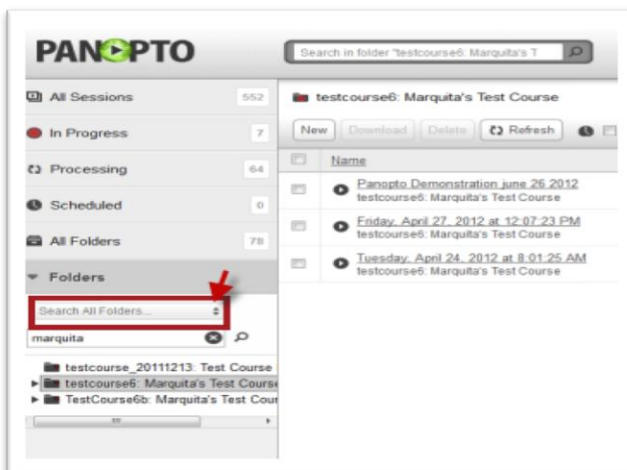 PANOPTO
Search in folder "testcourse6: Marquita's T
All Sessions 552
In Progress 7
Processing 64
Scheduled 0
All Folders 78
Folders
Search All Folders...
marquita
testcourse_20111213: Test Course
testcourse6: Marquita's Test Course
TestCourse6b: Marquita's Test Cour
testcourse6: Marquita's Test Course
New Download Delete Refresh
Name
Panopto Demonstration june 26 2012
testcourse6: Marquita's Test Course
Friday, April 27, 2012 at 12:07:23 PM
testcourse6: Marquita's Test Course
Tuesday, April 24, 2012 at 8:01:25 AM
testcourse6: Marquita's Test Course